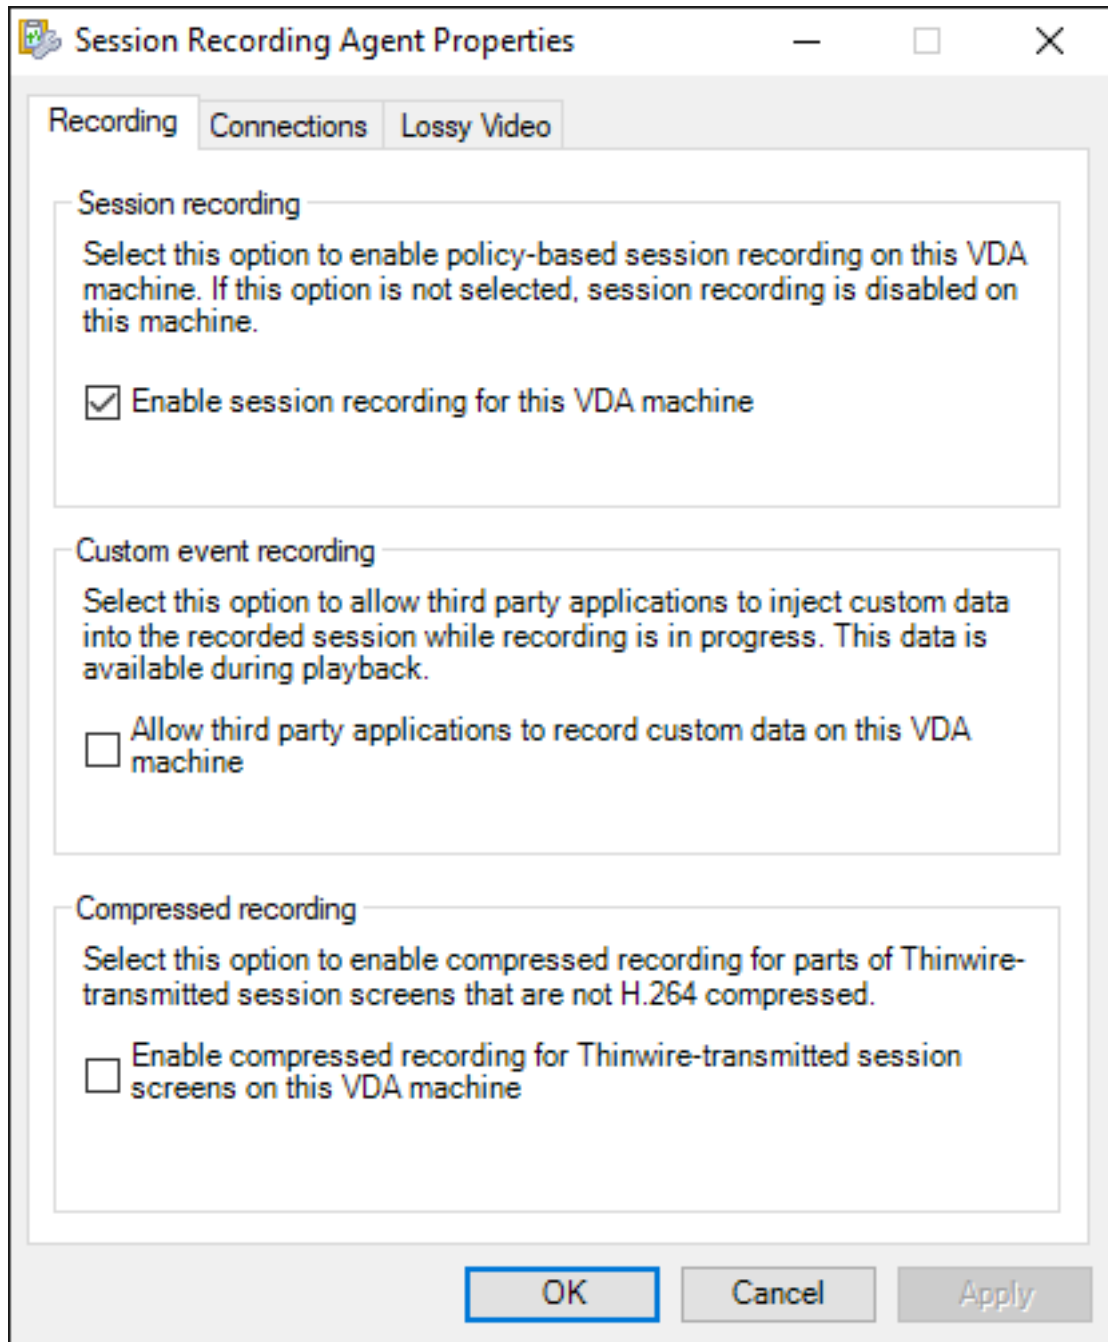 Session Recording Agent Properties
Recording
Connections
Lossy Video
Session recording
Select this option to enable policy-based session recording on this VDA
machine. If this option is not selected, session recording is disabled on
this machine.
Enable session recording for this VDA machine
Custom event recording
Select this option to allow third party applications to inject custom data
into the recorded session while recording is in progress. This data is
available during playback.
Allow third party applications to record custom data on this VDA
machine
Compressed recording
Select this option to enable compressed recording for parts of Thinwire-
transmitted session screens that are not H.264 compressed.
Enable compressed recording for Thinwire-transmitted session
screens on this VDA machine
OK
Cancel
Apply